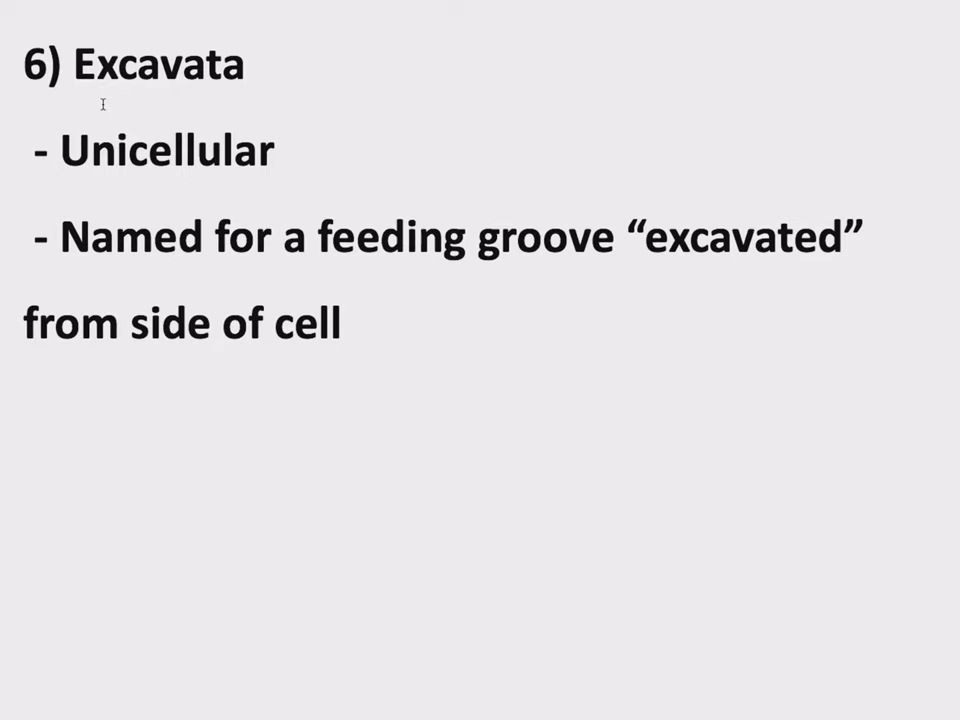 6) Excavata
- Unicellular
- Named for a feeding groove “excavated”
from side of cell